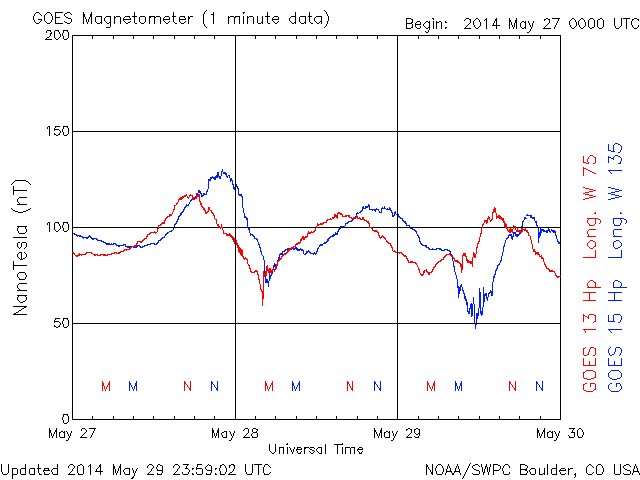 GOES Magnetometer (1 minute data)
Begin: 2014 May 27 0000 UTC
200
150
100
50
0
NanoTesla (nT)
M M N N M M N N M M N N
May 27 May 28 May 29 May 30
Universal Time
GOES 13 Hp Long. W 75
GOES 15 Hp Long. W 135
Updated 2014 May 29 23:59:02 UTC
NOAA/SWPC Boulder, CO USA